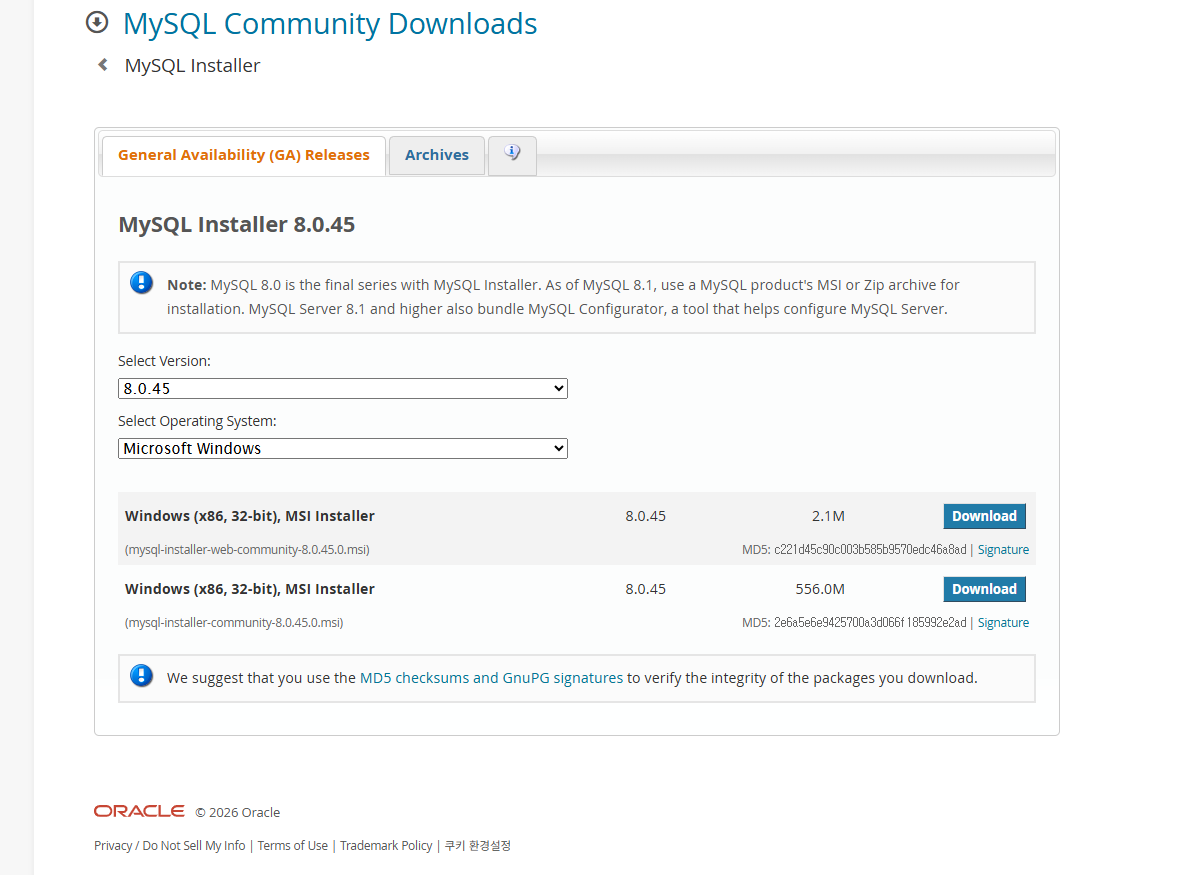 MySQL Community Downloads
MySQL Installer
General Availability (GA) Releases
Archives
MySQL Installer 8.0.45
Note: MySQL 8.0 is the final series with MySQL Installer. As of MySQL 8.1, use a MySQL product's MSI or Zip archive for
installation. MySQL Server 8.1 and higher also bundle MySQL Configurator, a tool that helps configure MySQL Server.
Select Version:
8.0.45
Select Operating System:
Microsoft Windows
Windows (x86, 32-bit), MSI Installer 8.0.45 2.1M Download
(mysql-installer-web-community-8.0.45.0.msi) MD5: c221d45c90c003b585b9570edc46a8ad | Signature
Windows (x86, 32-bit), MSI Installer 8.0.45 556.0M Download
(mysql-installer-community-8.0.45.0.msi) MD5: 2e6a5e6e9425700a3d066f185992e2ad | Signature
We suggest that you use the MD5 checksums and GnuPG signatures to verify the integrity of the packages you download.
ORACLE © 2026 Oracle
Privacy / Do Not Sell My Info | Terms of Use | Trademark Policy | 쿠키 환경설정